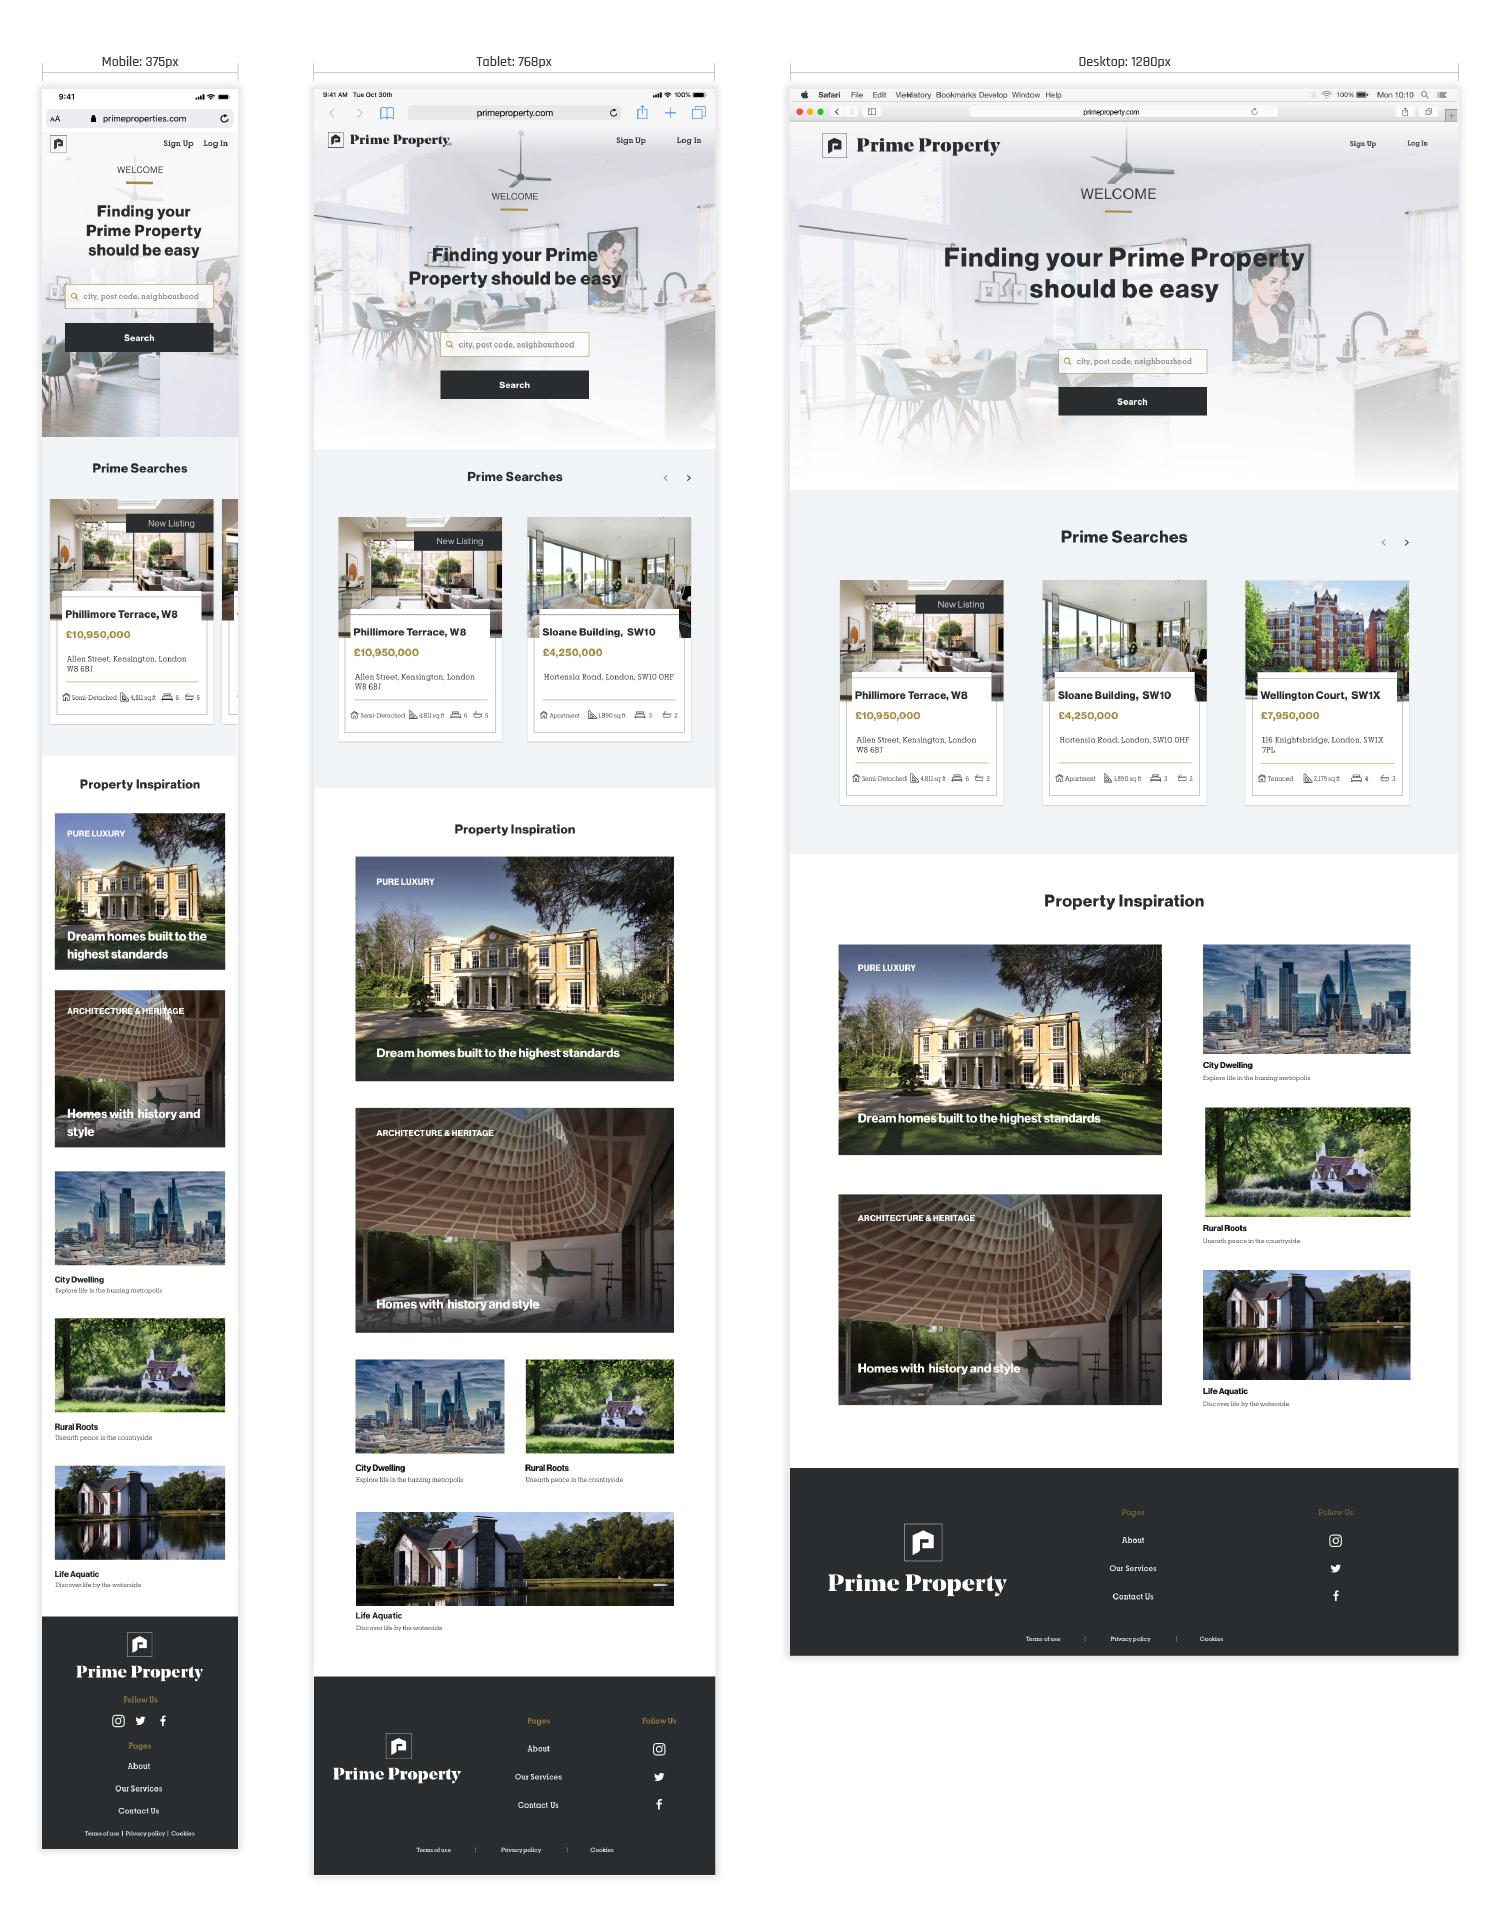 Mobile: 375px
9:41
AA primeproperties.com
Sign Up Log In
WELCOME
Finding your
Prime Property
should be easy
city, post code, neighbourhood
Search
Prime Searches
New Listing
Phillimore Terrace, W8
£10,950,000
Allen Street, Kensington, London
W8 6BJ
Semi-Detached 4,811 sq ft 6 5
Property Inspiration
PURE LUXURY
Dream homes built to the
highest standards
ARCHITECTURE & HERITAGE
Homes with history and
style
City Dwelling
Explore life in the buzzing metropolis
Rural Roots
Unearth peace in the countryside
Life Aquatic
Discover life by the waterside
Prime Property
Follow Us
Pages
About
Our Services
Contact Us
Terms of use | Privacy policy | Cookies
Tablet: 768px
9:41 AM Tue Oct 30th 100%
primeproperty.com
Prime Property
Sign Up Log In
WELCOME
Finding your Prime
Property should be easy
city, post code, neighbourhood
Search
Prime Searches
New Listing
Phillimore Terrace, W8
£10,950,000
Allen Street, Kensington, London
W8 6BJ
Semi-Detached 4,811 sq ft 6 5
Sloane Building, SW10
£4,250,000
Hortensia Road, London, SW10 0HF
Apartment 1,890 sq ft 3 2
Property Inspiration
PURE LUXURY
Dream homes built to the highest standards
ARCHITECTURE & HERITAGE
Homes with history and style
City Dwelling
Explore life in the buzzing metropolis
Rural Roots
Unearth peace in the countryside
Life Aquatic
Discover life by the waterside
Prime Property
Pages
About
Our Services
Contact Us
Follow Us
Terms of use | Privacy policy | Cookies
Desktop: 1280px
Safari File Edit View History Bookmarks Develop Window Help 100% Mon 10:10
primeproperty.com
Prime Property
Sign Up Log In
WELCOME
Finding your Prime Property
should be easy
city, post code, neighbourhood
Search
Prime Searches
New Listing
Phillimore Terrace, W8
£10,950,000
Allen Street, Kensington, London
W8 6BJ
Semi-Detached 4,811 sq ft 6 5
Sloane Building, SW10
£4,250,000
Hortensia Road, London, SW10 0HF
Apartment 1,890 sq ft 3 2
Wellington Court, SW1X
£7,950,000
116 Knightsbridge, London, SW1X
7PL
Terraced 2,179 sq ft 4 3
Property Inspiration
PURE LUXURY
Dream homes built to the highest standards
ARCHITECTURE & HERITAGE
Homes with history and style
City Dwelling
Explore life in the buzzing metropolis
Rural Roots
Unearth peace in the countryside
Life Aquatic
Discover life by the waterside
Prime Property
Pages
About
Our Services
Contact Us
Follow Us
Terms of use | Privacy policy | Cookies